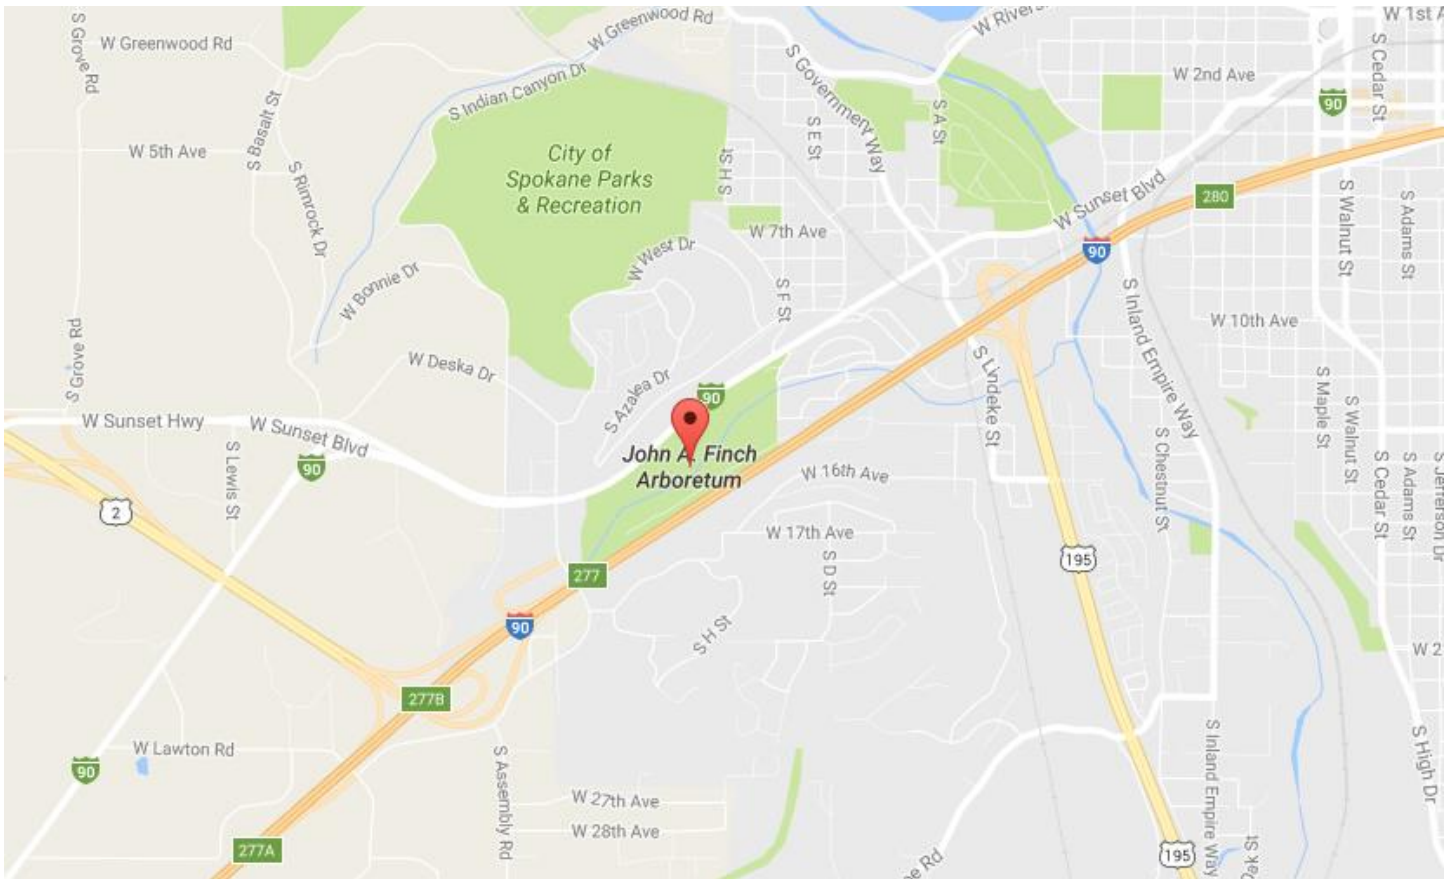 S Grove Rd
W Greenwood Rd
W Greenwood Rd
S Indian Canyon Dr
S Government Way
W 1st A
W 2nd Ave
S Cedar St
90
S Basalt St
W 5th Ave
S Rimrock Dr
City of
Spokane Parks
& Recreation
S H S
S E St
S A St
W Sunset Blvd
280
S Walnut St
S Adams St
W 7th Ave
W West Dr
90
W Bonnie Dr
S F St
S Inland Empire Way
W 10th Ave
S Grove Rd
W Deska Dr
S Azalea Dr
90
S Lindeke St
S Maple St
S Walnut St
W Sunset Hwy
W Sunset Blvd
90
S Lewis St
John A. Finch
Arboretum
W 16th Ave
S Chestnut St
S Cedar St
S Adams St
S Jefferson Dr
2
W 17th Ave
S D St
195
277
90
S H St
W 2
277B
W Lawton Rd
90
S Assembly Rd
W 27th Ave
W 28th Ave
S Inland Empire Way
S High Dr
277A
195